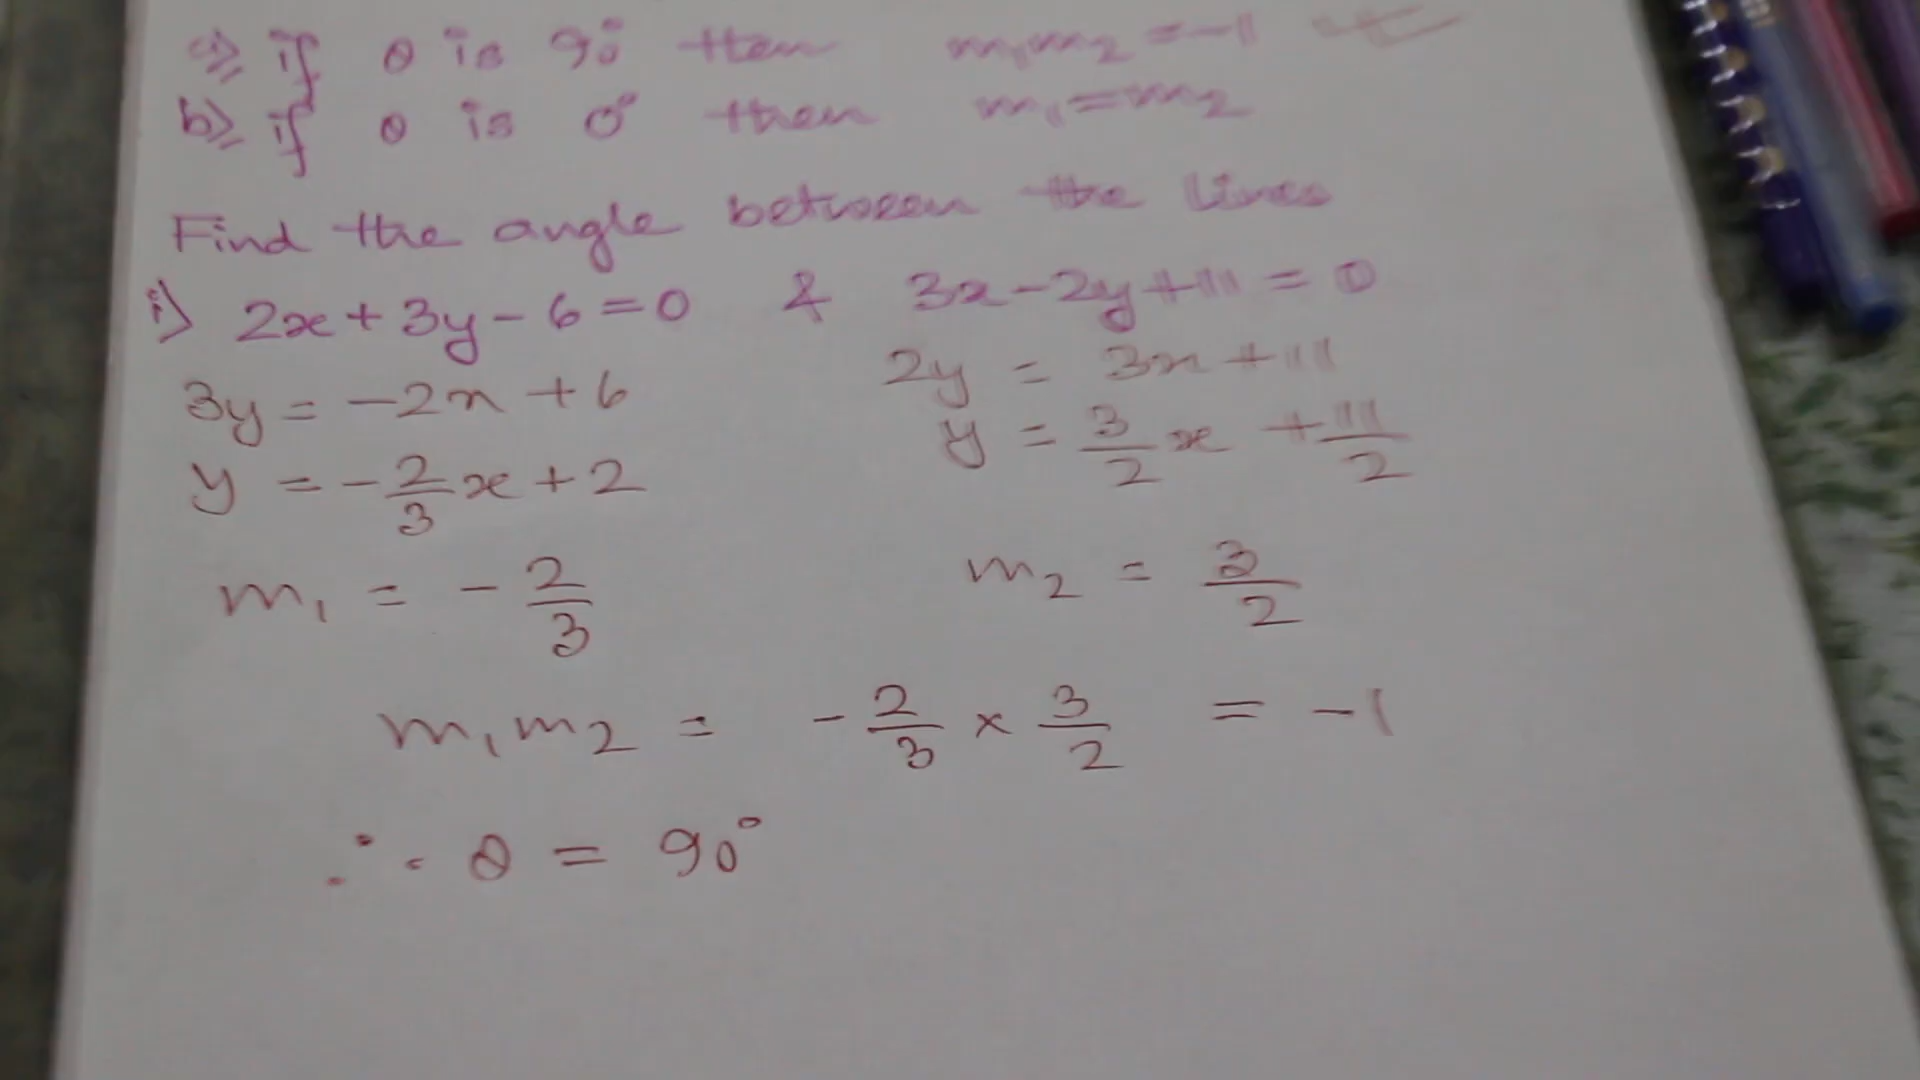 a) if θ is 90° then m₁m₂ = -1
b) if θ is 0° then m₁ = m₂
Find the angle between the lines
i) 2x + 3y - 6 = 0 & 3x - 2y + 11 = 0
3y = -2x + 6
2y = 3x + 11
y = -2/3 x + 2
y = 3/2 x + 11/2
m₁ = -2/3
m₂ = 3/2
m₁m₂ = -2/3 × 3/2 = -1
∴ θ = 90°